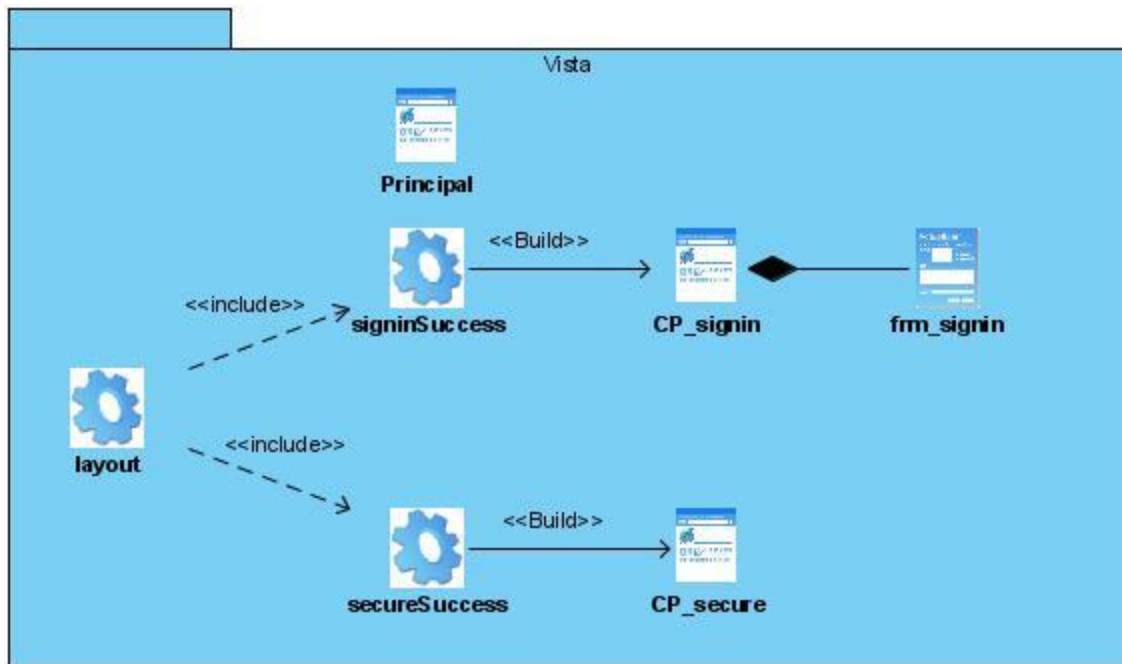 Vista
Principal
<<Build>>
<<include>>
signinSuccess
CP_signin
frm_signin
<<include>>
layout
<<Build>>
secureSuccess
CP_secure